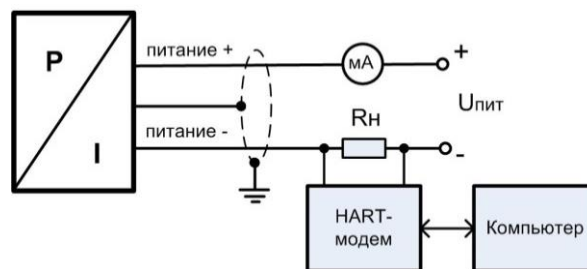 P
I
питание +
питание -
мА
+
Uпит
-
Rн
HART-
модем
Компьютер